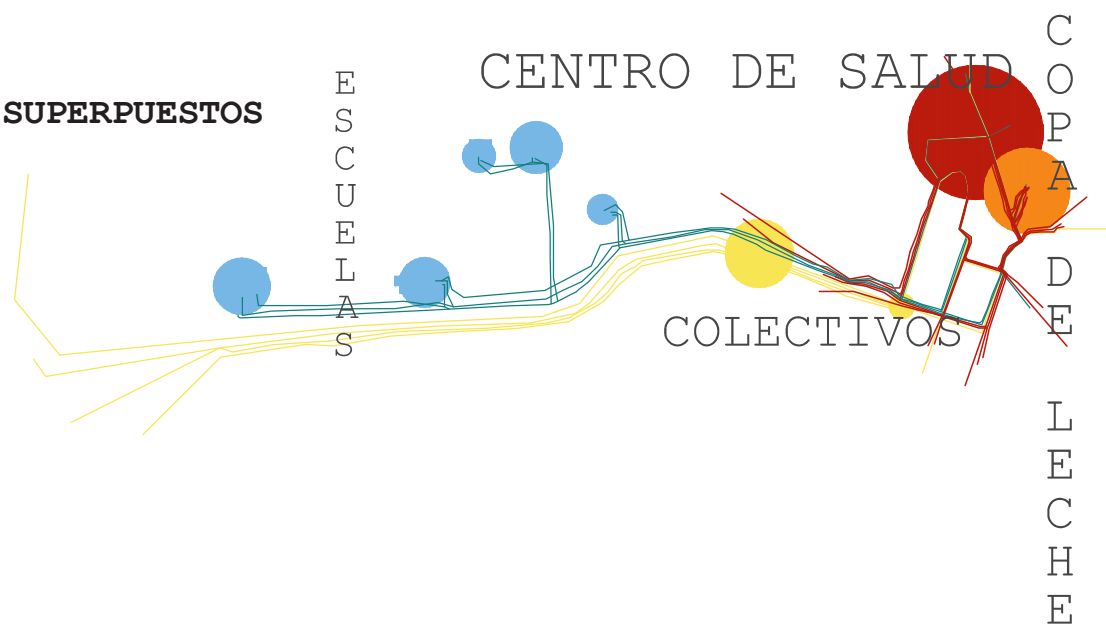 SUPERPUESTOS
ESCUELAS
CENTRO DE SALUD
COLECTIVOS
COPA DE LECHE